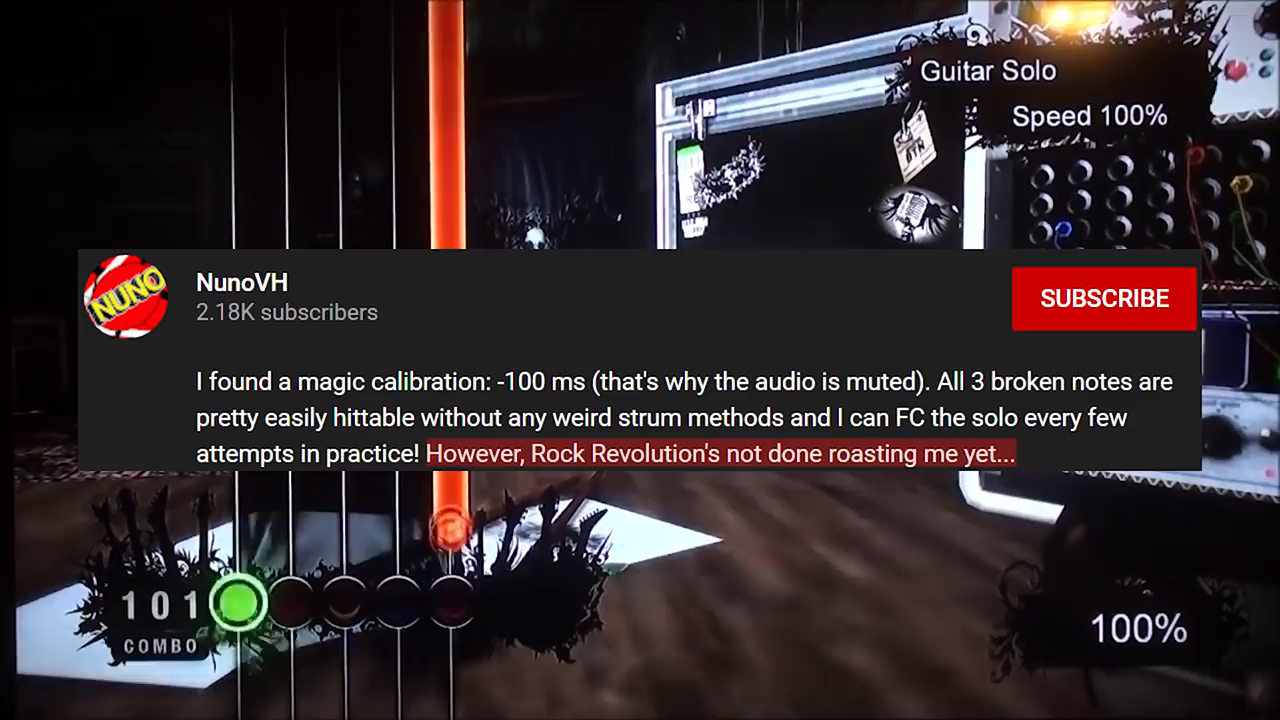 Guitar Solo
Speed 100%
NUNO
NunoVH
2.18K subscribers
SUBSCRIBE
I found a magic calibration: -100 ms (that's why the audio is muted). All 3 broken notes are
pretty easily hittable without any weird strum methods and I can FC the solo every few
attempts in practice! However, Rock Revolution's not done roasting me yet...
101
COMBO
100%